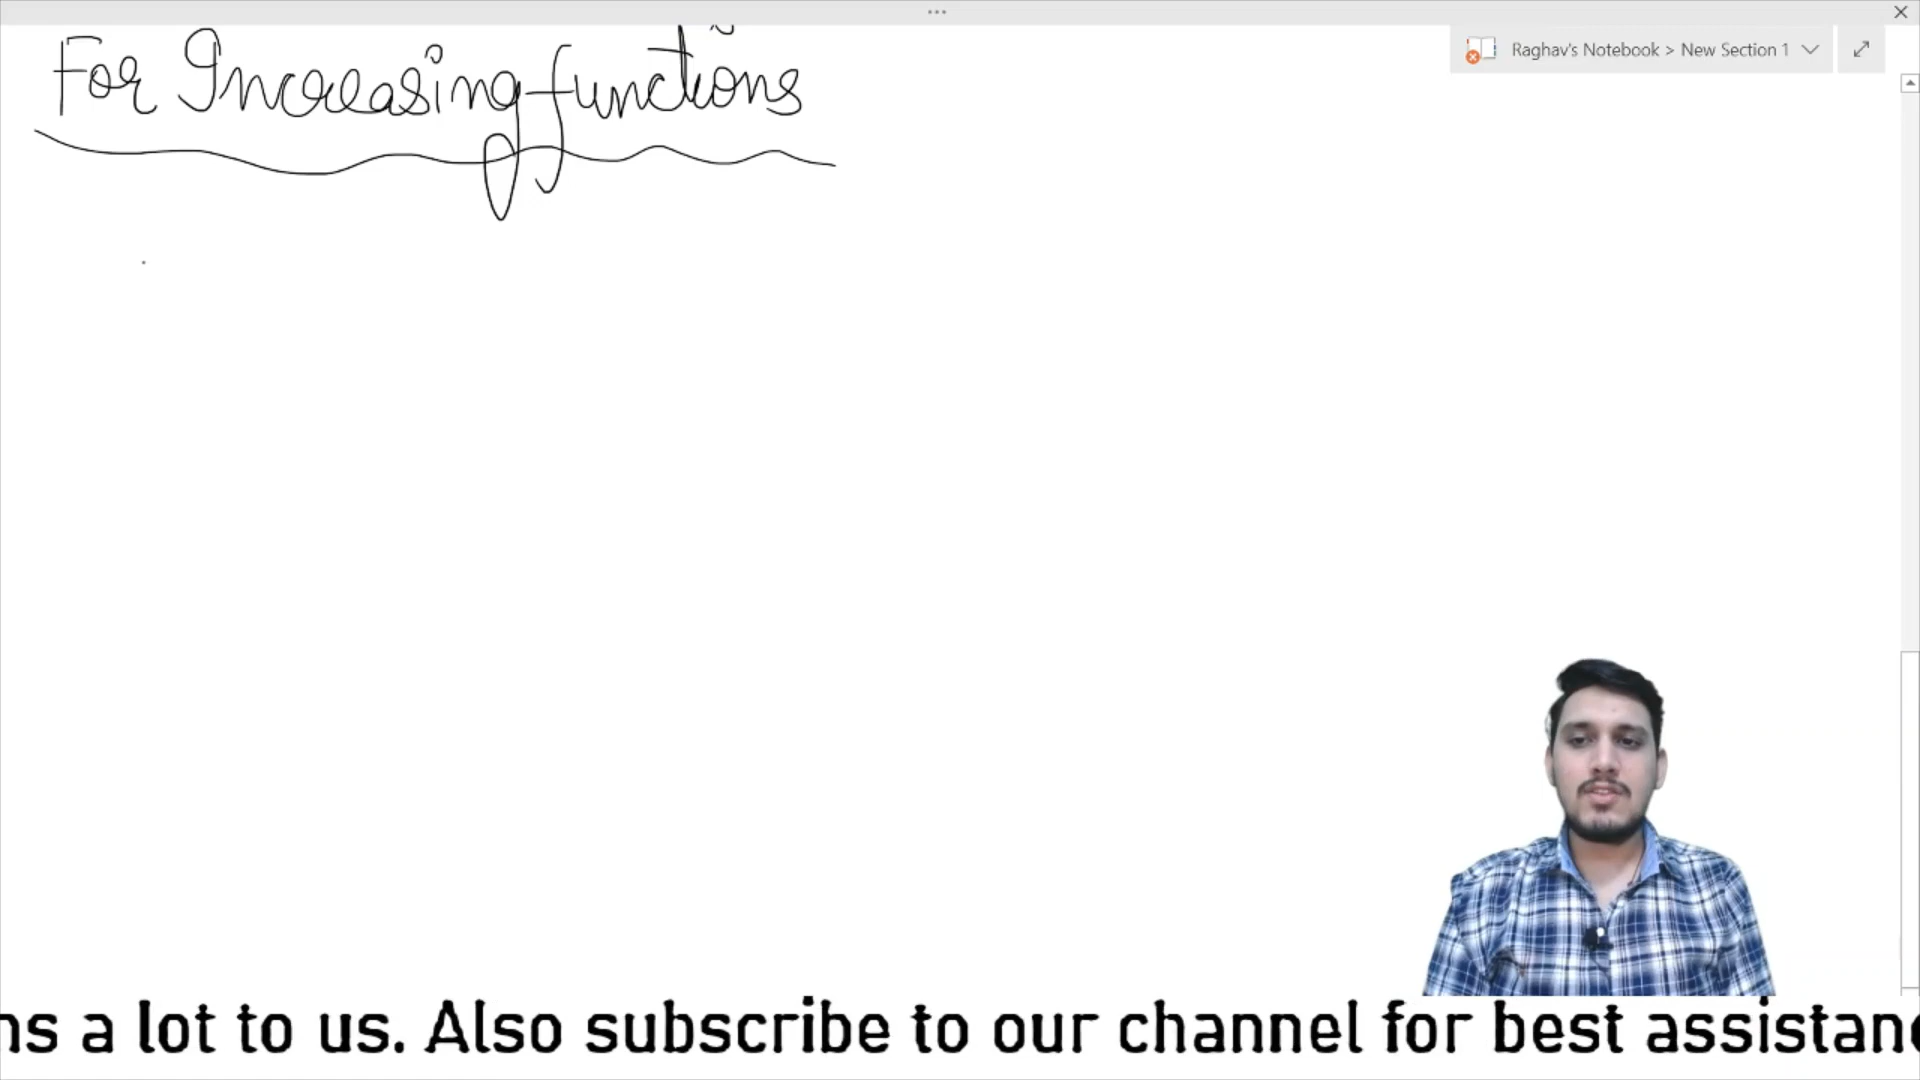 For Increasing functions
Raghav's Notebook > New Section 1
ns a lot to us. Also subscribe to our channel for best assistanc